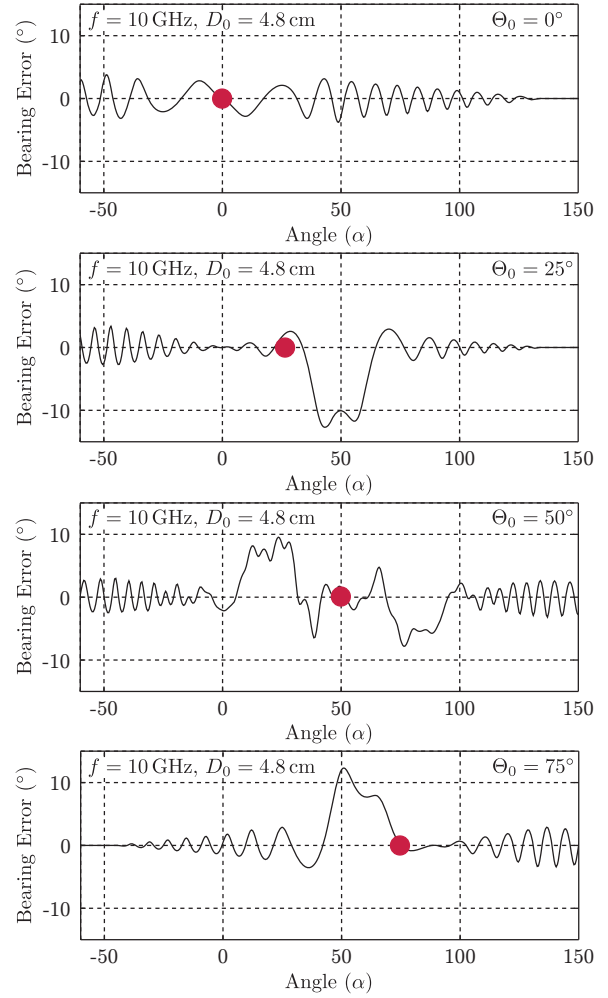 f = 10 GHz, D₀ = 4.8 cm Θ₀ = 0°
10
0
-10
Bearing Error (°)
-50 0 50 100 150
Angle (α)
f = 10 GHz, D₀ = 4.8 cm Θ₀ = 25°
10
0
-10
Bearing Error (°)
-50 0 50 100 150
Angle (α)
f = 10 GHz, D₀ = 4.8 cm Θ₀ = 50°
10
0
-10
Bearing Error (°)
-50 0 50 100 150
Angle (α)
f = 10 GHz, D₀ = 4.8 cm Θ₀ = 75°
10
0
-10
Bearing Error (°)
-50 0 50 100 150
Angle (α)